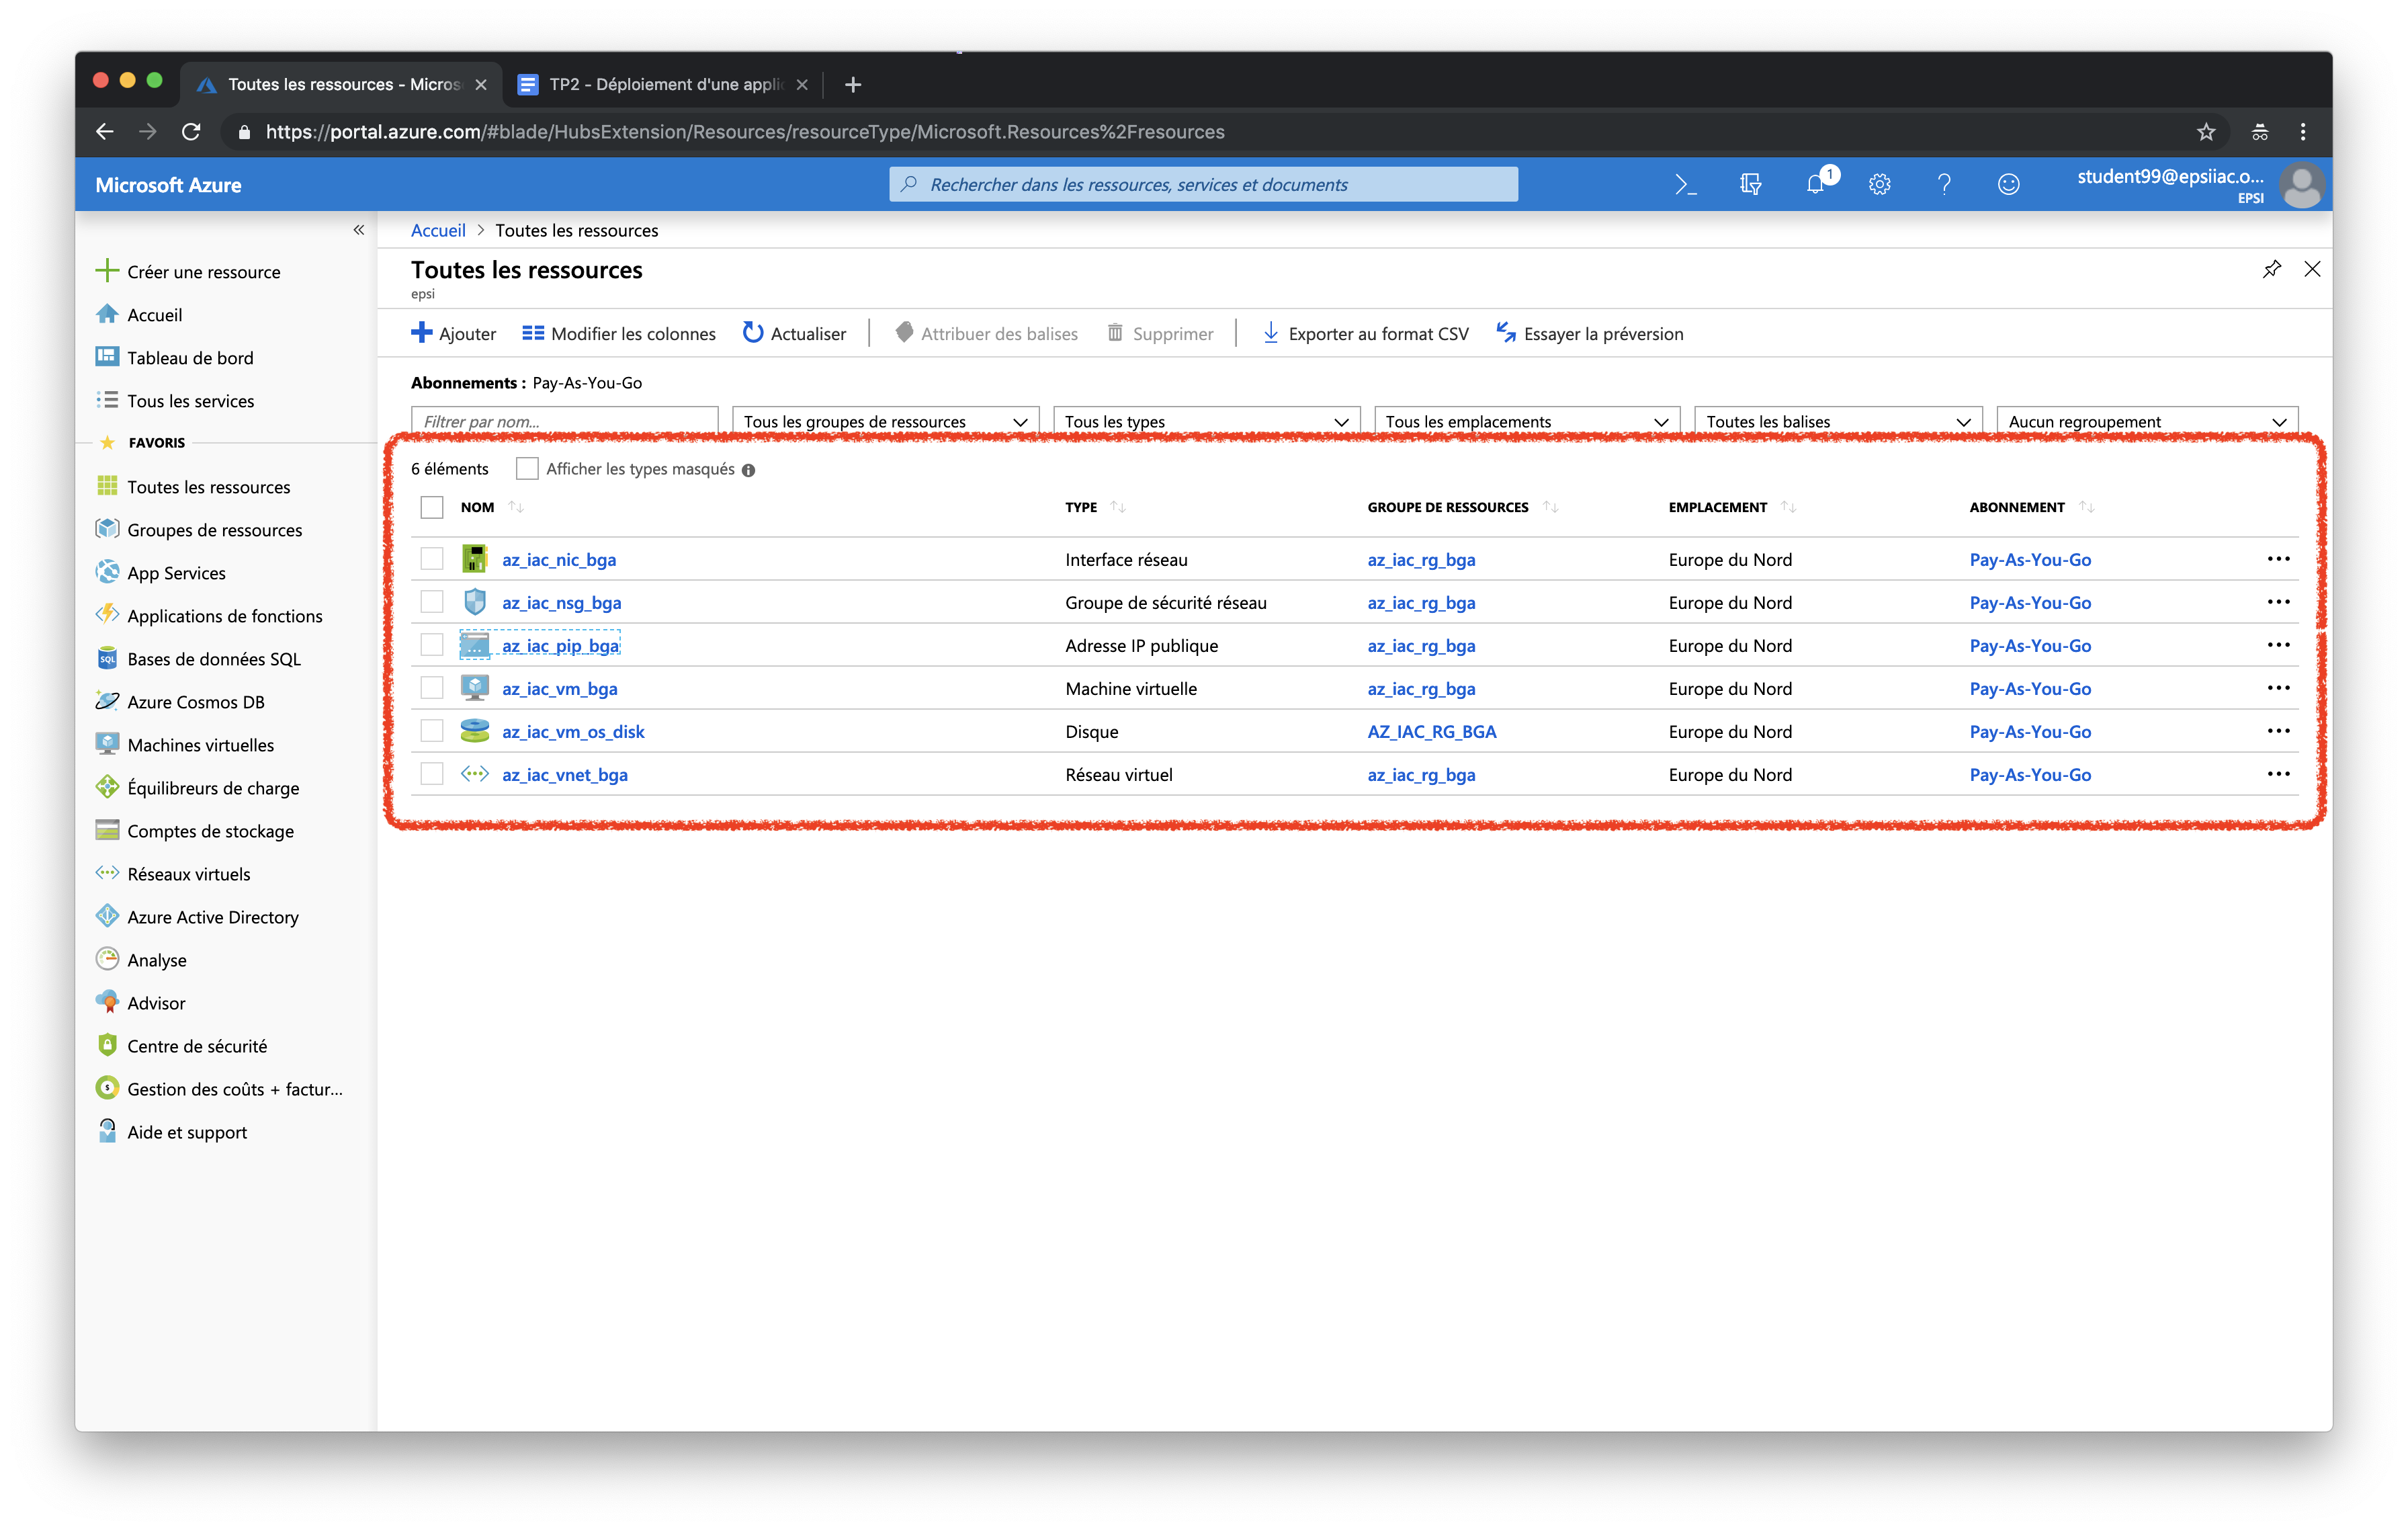 Toutes les ressources - Micros
TP2 - Déploiement d'une appli
https://portal.azure.com/#blade/HubsExtension/Resources/resourceType/Microsoft.Resources%2Fresources
Microsoft Azure
Rechercher dans les ressources, services et documents
1
student99@epsiiac.o...
EPSI
Créer une ressource
Accueil
Tableau de bord
Tous les services
FAVORIS
Toutes les ressources
Groupes de ressources
App Services
Applications de fonctions
SQL
Bases de données SQL
Azure Cosmos DB
Machines virtuelles
Équilibreurs de charge
Comptes de stockage
Réseaux virtuels
Azure Active Directory
Analyse
Advisor
Centre de sécurité
Gestion des coûts + factur...
Aide et support
Accueil > Toutes les ressources
Toutes les ressources
epsi
Ajouter Modifier les colonnes Actualiser Attribuer des balises Supprimer Exporter au format CSV Essayer la préversion
Abonnements : Pay-As-You-Go
Filtrer par nom... Tous les groupes de ressources Tous les types Tous les emplacements Toutes les balises Aucun regroupement
6 éléments Afficher les types masqués
NOM TYPE GROUPE DE RESSOURCES EMPLACEMENT ABONNEMENT
az_iac_nic_bga Interface réseau az_iac_rg_bga Europe du Nord Pay-As-You-Go
az_iac_nsg_bga Groupe de sécurité réseau az_iac_rg_bga Europe du Nord Pay-As-You-Go
az_iac_pip_bga Adresse IP publique az_iac_rg_bga Europe du Nord Pay-As-You-Go
az_iac_vm_bga Machine virtuelle az_iac_rg_bga Europe du Nord Pay-As-You-Go
az_iac_vm_os_disk Disque AZ_IAC_RG_BGA Europe du Nord Pay-As-You-Go
az_iac_vnet_bga Réseau virtuel az_iac_rg_bga Europe du Nord Pay-As-You-Go